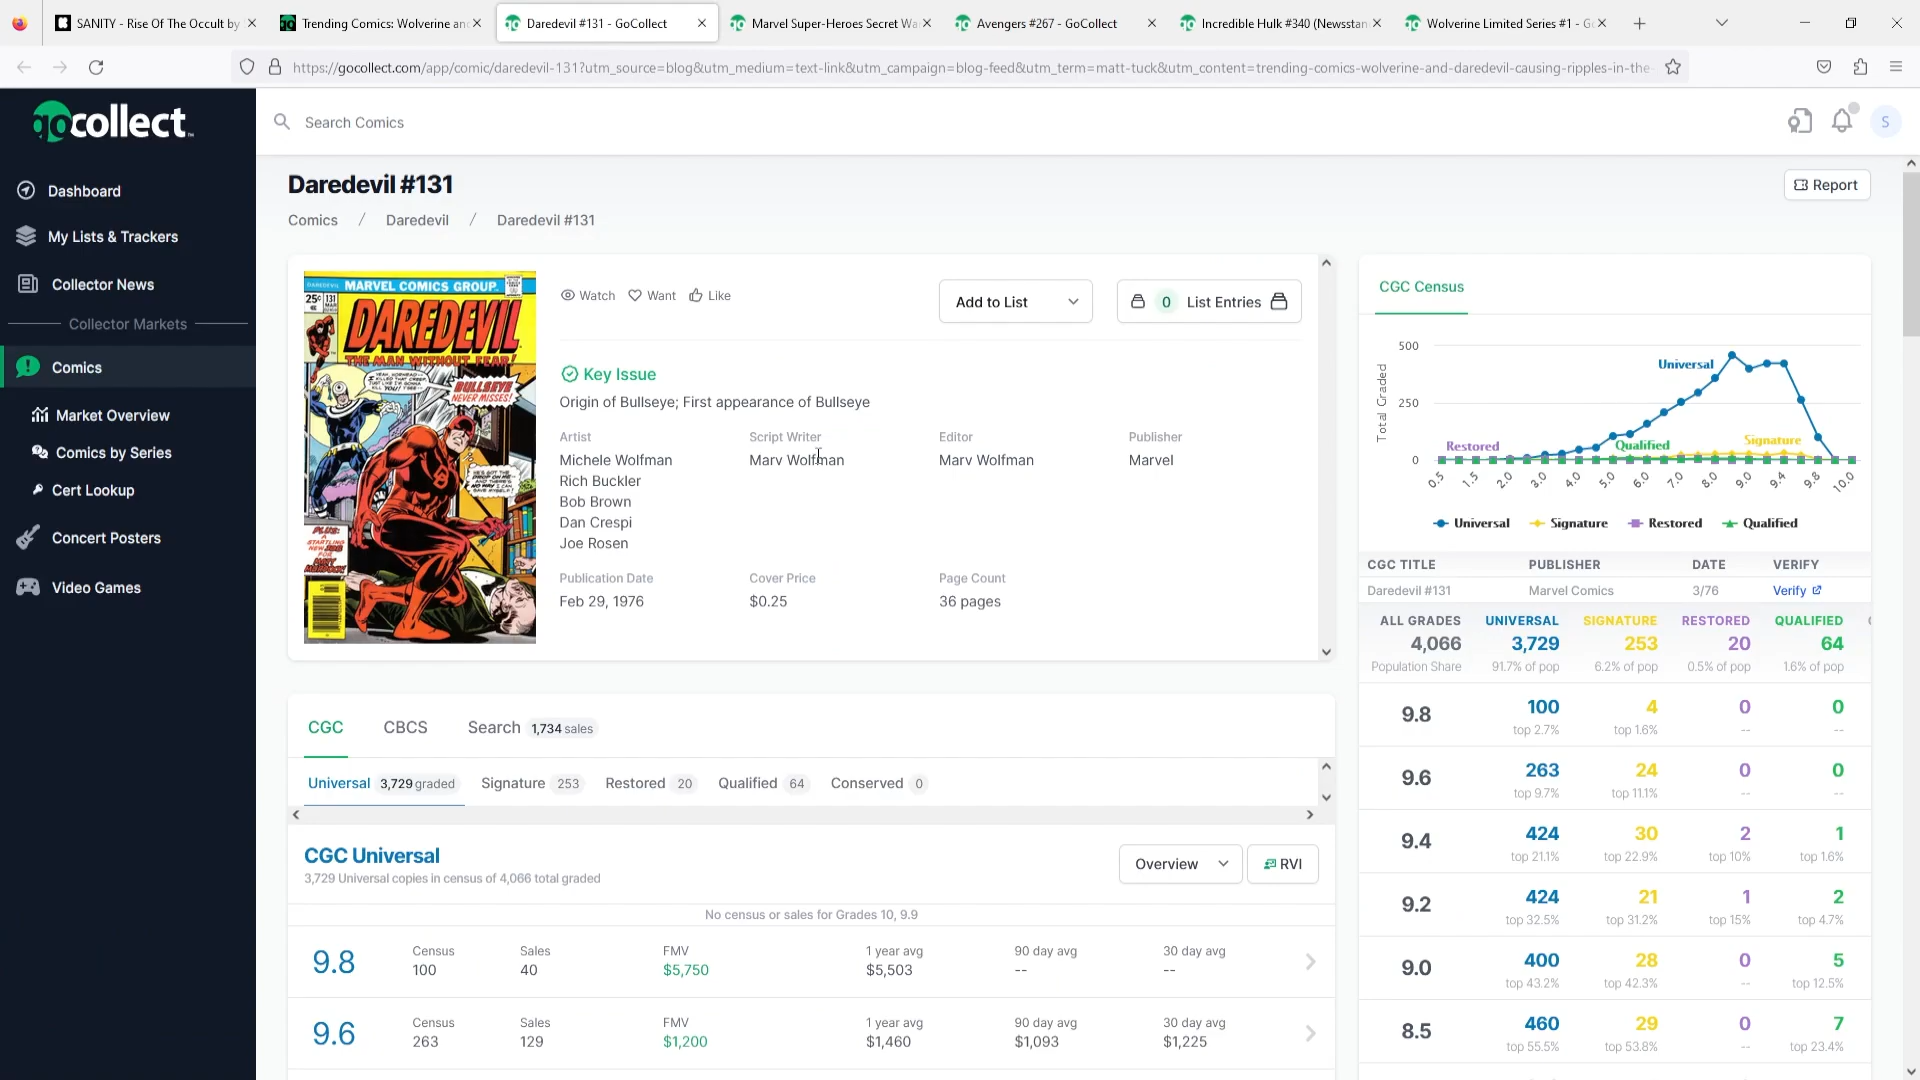 SANITY - Rise Of The Occult by
Trending Comics: Wolverine an
Daredevil #131 - GoCollect
Marvel Super-Heroes Secret Wa
Avengers #267 - GoCollect
Incredible Hulk #340 (Newsstan
Wolverine Limited Series #1 - Go
https://gocollect.com/app/comic/daredevil-131?utm_source=blog&utm_medium=text-link&utm_campaign=blog-feed&utm_term=matt-tuck&utm_content=trending-comics-wolverine-and-daredevil-causing-ripples-in-the-
gocollect
Search Comics
S
Dashboard
My Lists & Trackers
Collector News
Collector Markets
Comics
Market Overview
Comics by Series
Cert Lookup
Concert Posters
Video Games
Daredevil #131
Report
Comics / Daredevil / Daredevil #131
DAREDEVIL MARVEL COMICS GROUP
25¢ 131 MAR
DAREDEVIL
THE MAN WITHOUT FEAR!
BULLSEYE
NEVER MISSES!
PLUS:
A
STARTLING
NEW
FOR
MATT
MURDOCK!
Watch Want Like
Add to List
0 List Entries
Key Issue
Origin of Bullseye; First appearance of Bullseye
Artist Script Writer Editor Publisher
Michele Wolfman Marv Wolfman Marv Wolfman Marvel
Rich Buckler
Bob Brown
Dan Crespi
Joe Rosen
Publication Date Cover Price Page Count
Feb 29, 1976 $0.25 36 pages
CGC CBCS Search 1,734 sales
Universal 3,729 graded Signature 253 Restored 20 Qualified 64 Conserved 0
CGC Universal
3,729 Universal copies in census of 4,066 total graded
Overview
RVI
No census or sales for Grades 10, 9.9
9.8
Census Sales FMV 1 year avg 90 day avg 30 day avg
100 40 $5,750 $5,503 -- --
9.6
Census Sales FMV 1 year avg 90 day avg 30 day avg
263 129 $1,200 $1,460 $1,093 $1,225
CGC Census
Total Graded
500
250
0
Universal
Restored
Qualified
Signature
0.5 1.5 2.0 3.0 4.0 5.0 6.0 7.0 8.0 9.0 9.4 9.8 10.0
Universal Signature Restored Qualified
CGC TITLE PUBLISHER DATE VERIFY
Daredevil #131 Marvel Comics 3/76 Verify
ALL GRADES UNIVERSAL SIGNATURE RESTORED QUALIFIED
4,066 3,729 253 20 64
Population Share 91.7% of pop 6.2% of pop 0.5% of pop 1.6% of pop
9.8 100 4 0 0
top 2.7% top 1.6% -- --
9.6 263 24 0 0
top 9.7% top 11.1% -- --
9.4 424 30 2 1
top 21.1% top 22.9% top 10% top 1.6%
9.2 424 21 1 2
top 32.5% top 31.2% top 15% top 4.7%
9.0 400 28 0 5
top 43.2% top 42.3% -- top 12.5%
8.5 460 29 0 7
top 55.5% top 53.8% -- top 23.4%